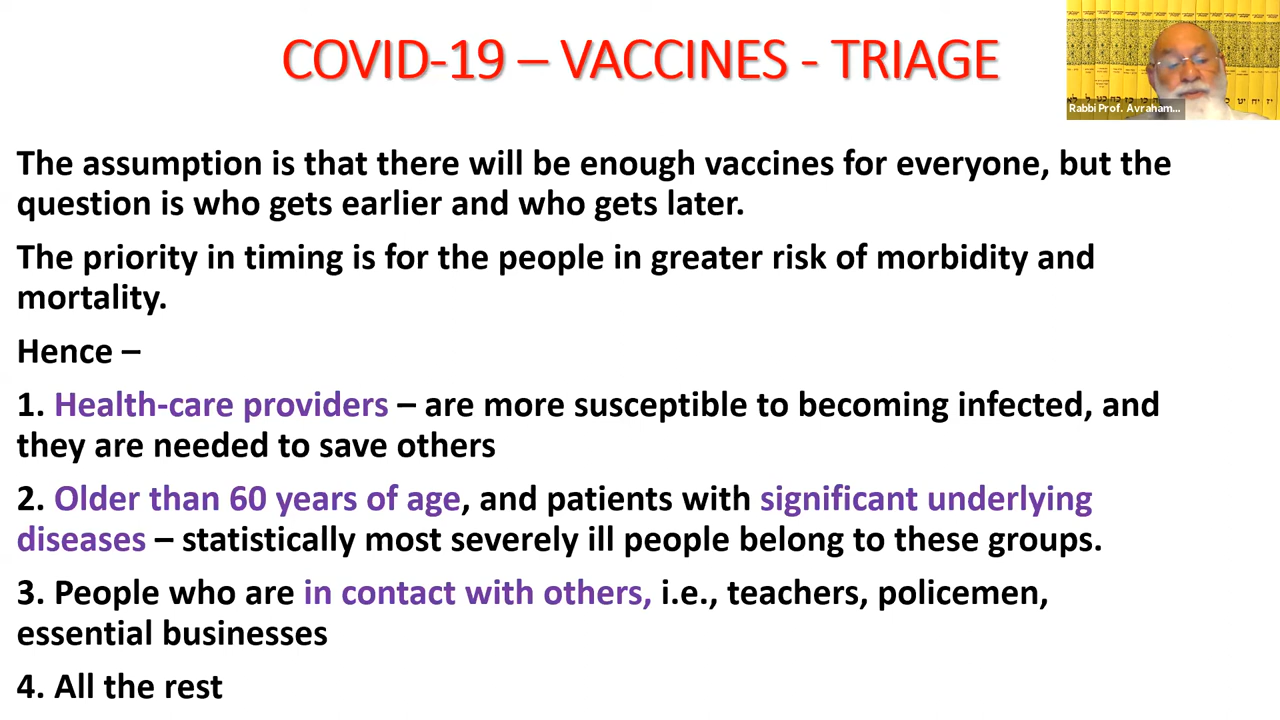 COVID-19 – VACCINES - TRIAGE
Rabbi Prof. Avraham...
The assumption is that there will be enough vaccines for everyone, but the
question is who gets earlier and who gets later.
The priority in timing is for the people in greater risk of morbidity and
mortality.
Hence –
1. Health-care providers – are more susceptible to becoming infected, and
they are needed to save others
2. Older than 60 years of age, and patients with significant underlying
diseases – statistically most severely ill people belong to these groups.
3. People who are in contact with others, i.e., teachers, policemen,
essential businesses
4. All the rest